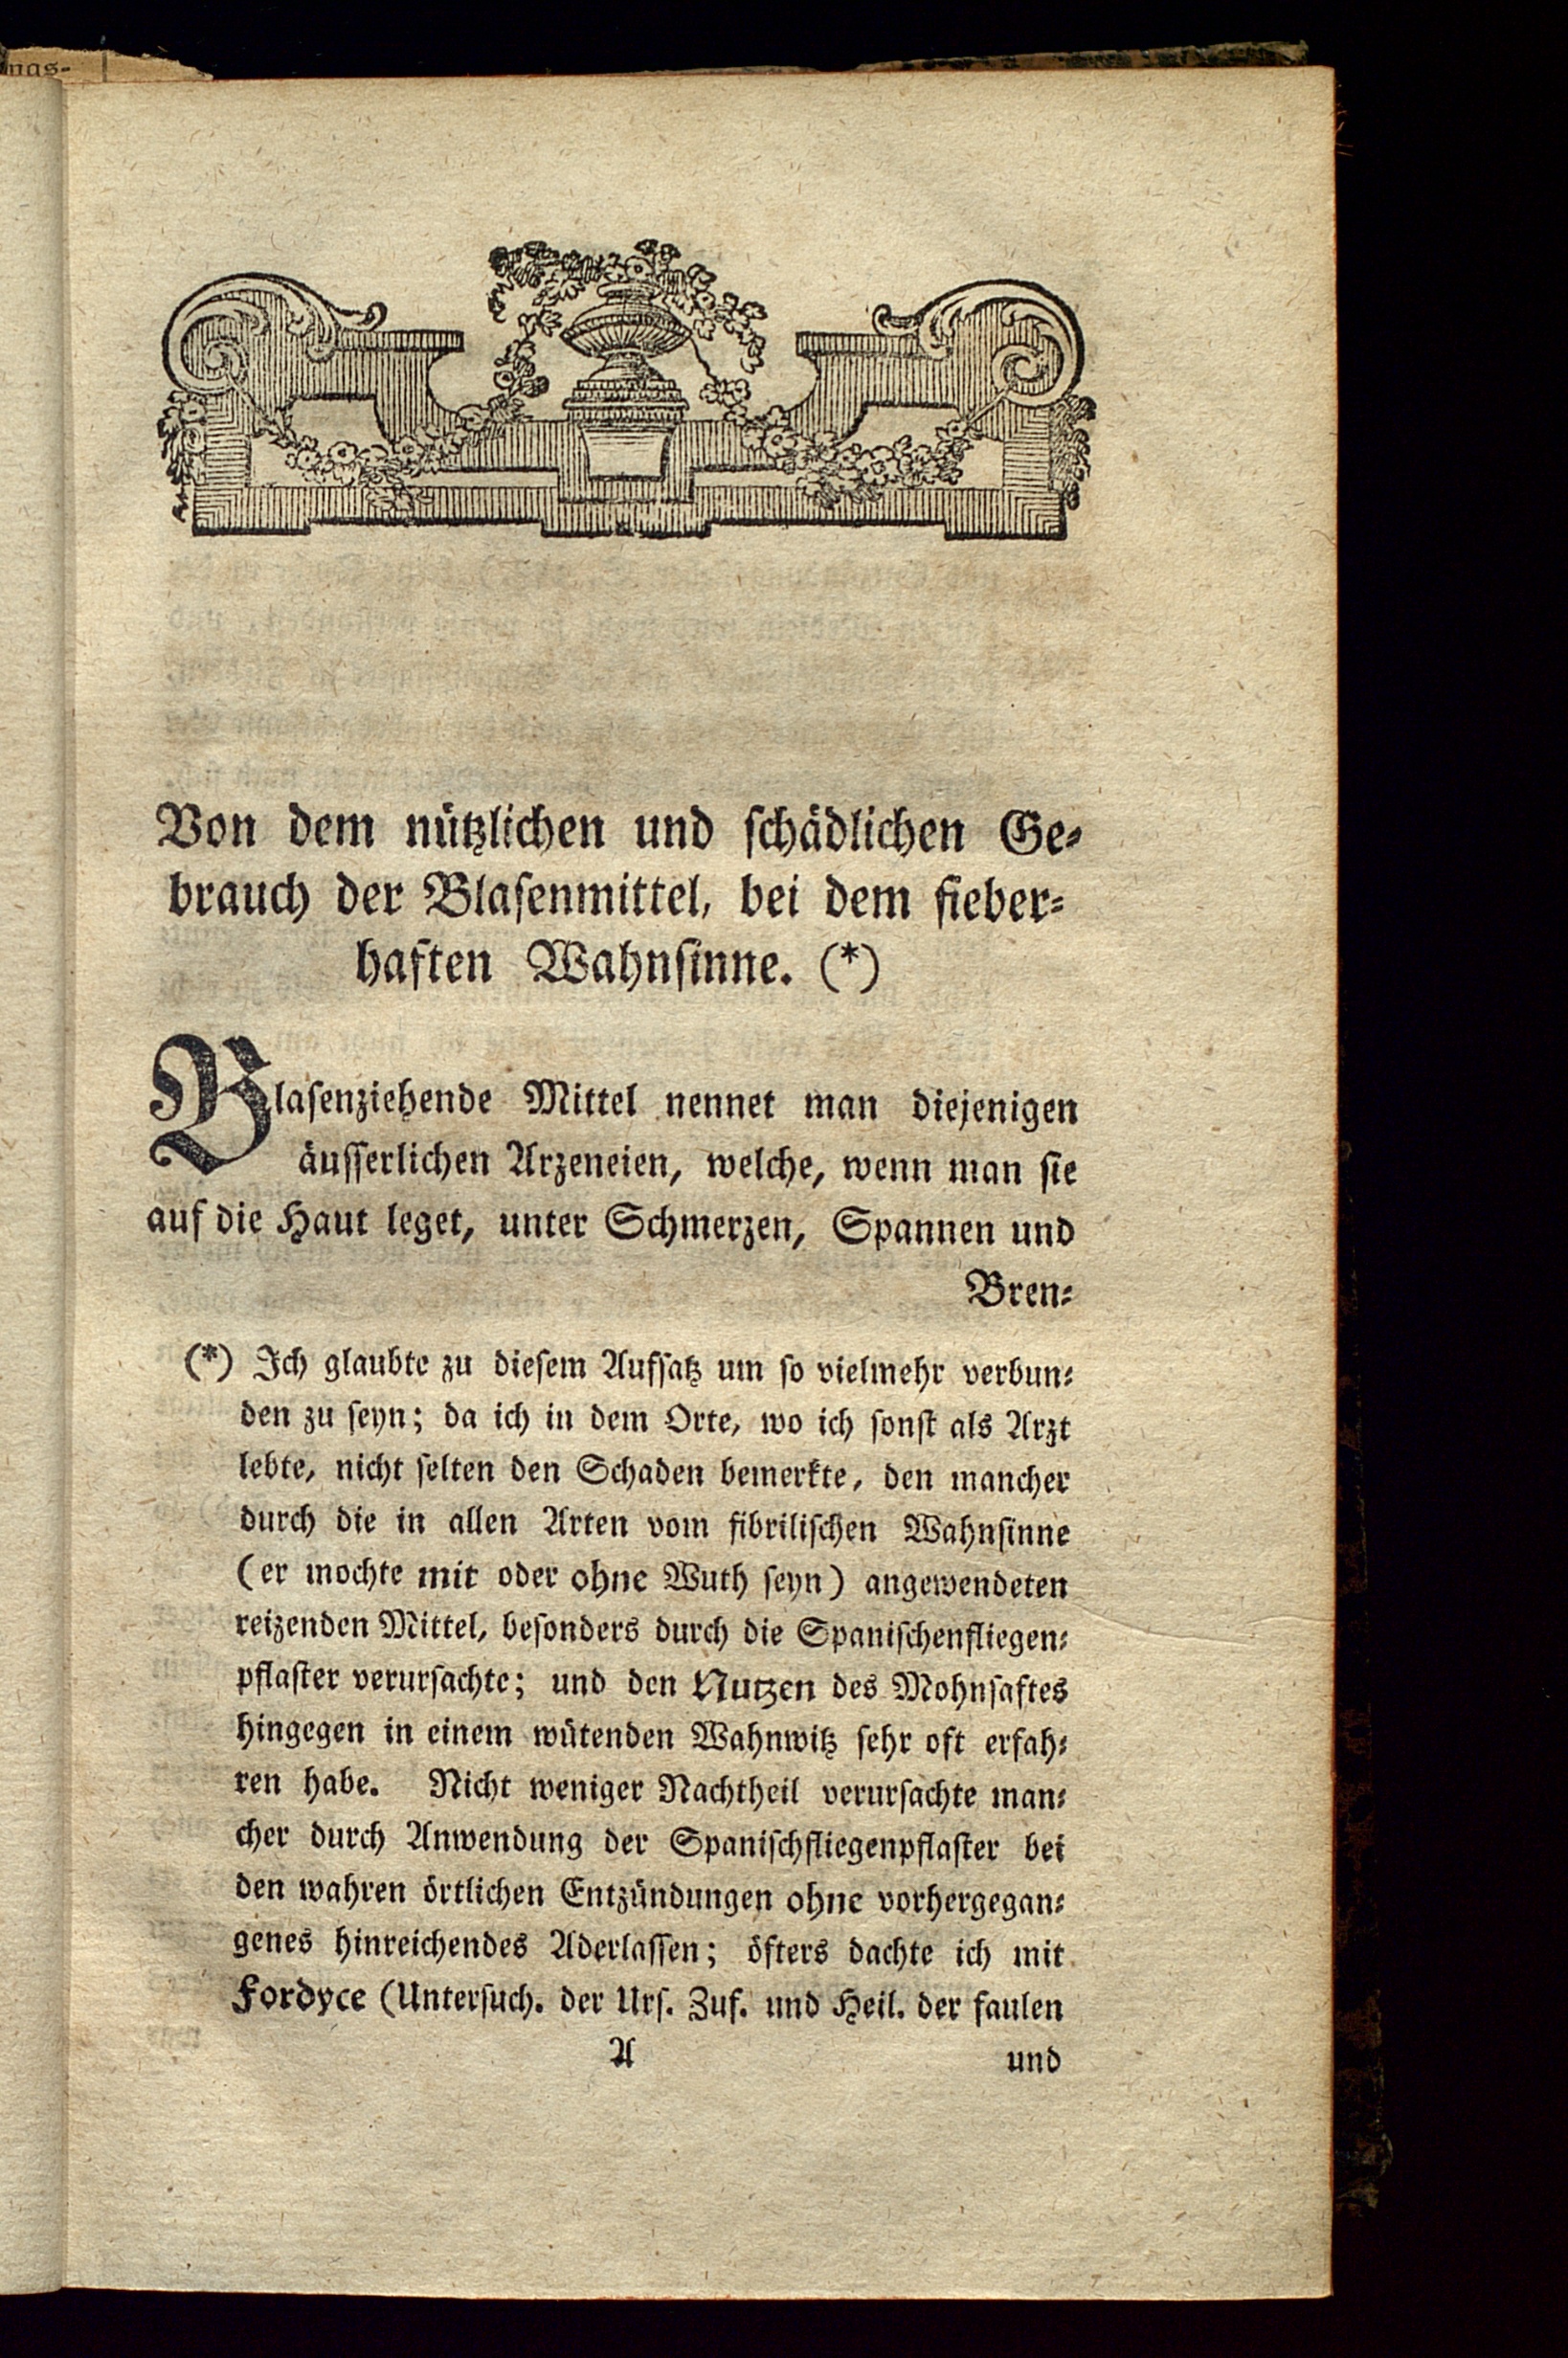 ngs-
Von dem nützlichen und schädlichen Ge-
brauch der Blasenmittel, bei dem fieber-
haften Wahnsinne. (*)
Blasenziehende Mittel nennet man diejenigen
äusserlichen Arzeneien, welche, wenn man sie
auf die Haut leget, unter Schmerzen, Spannen und
Bren-
(*) Ich glaubte zu diesem Aufsatz um so vielmehr verbun-
den zu seyn; da ich in dem Orte, wo ich sonst als Arzt
lebte, nicht selten den Schaden bemerkte, den mancher
durch die in allen Arten vom fibrilischen Wahnsinne
(er mochte mit oder ohne Wuth seyn) angewendeten
reizenden Mittel, besonders durch die Spanischenfliegen-
pflaster verursachte; und den Nutzen des Mohnsaftes
hingegen in einem wütenden Wahnwitz sehr oft erfah-
ren habe. Nicht weniger Nachtheil verursachte man-
cher durch Anwendung der Spanischfliegenpflaster bei
den wahren örtlichen Entzündungen ohne vorhergegan-
genes hinreichendes Aderlassen; öfters dachte ich mit
Fordyce (Untersuch. der Urs. Zuf. und Heil. der faulen
A und